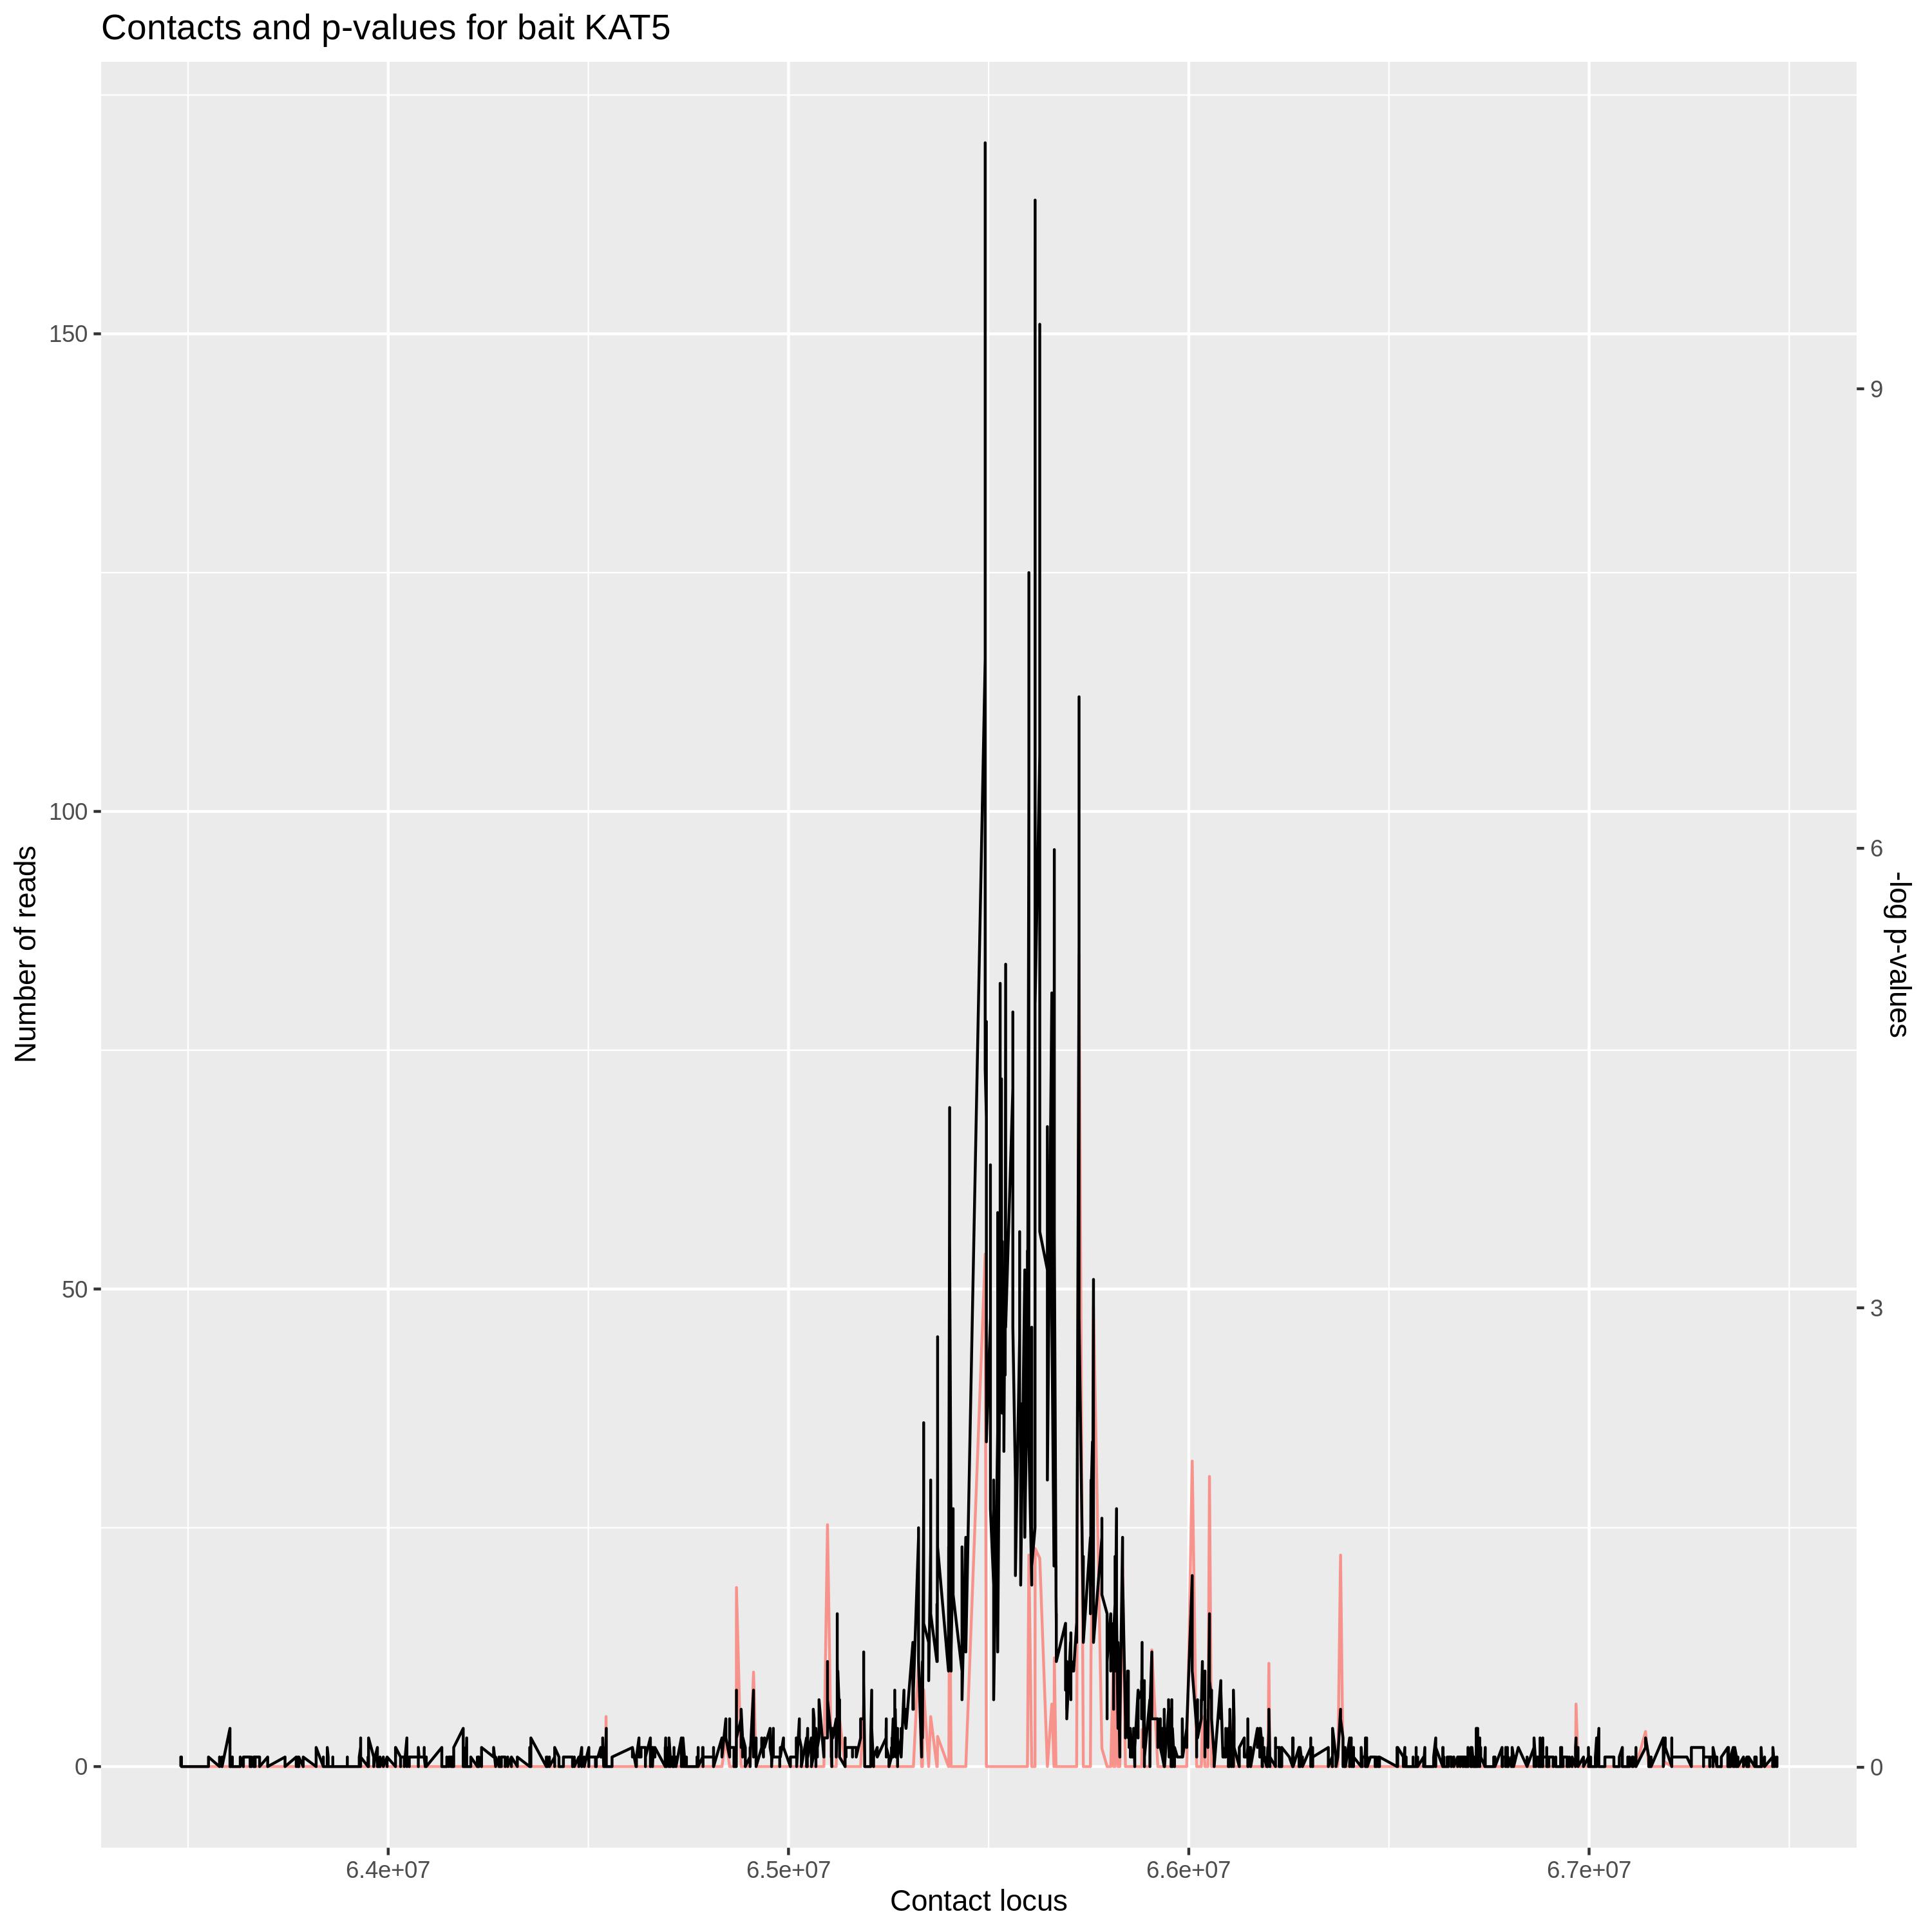 Contacts and p-values for bait KAT5
150
100
50
0
Number of reads
9
6
3
0
-log p-values
6.4e+07
6.5e+07
6.6e+07
6.7e+07
Contact locus